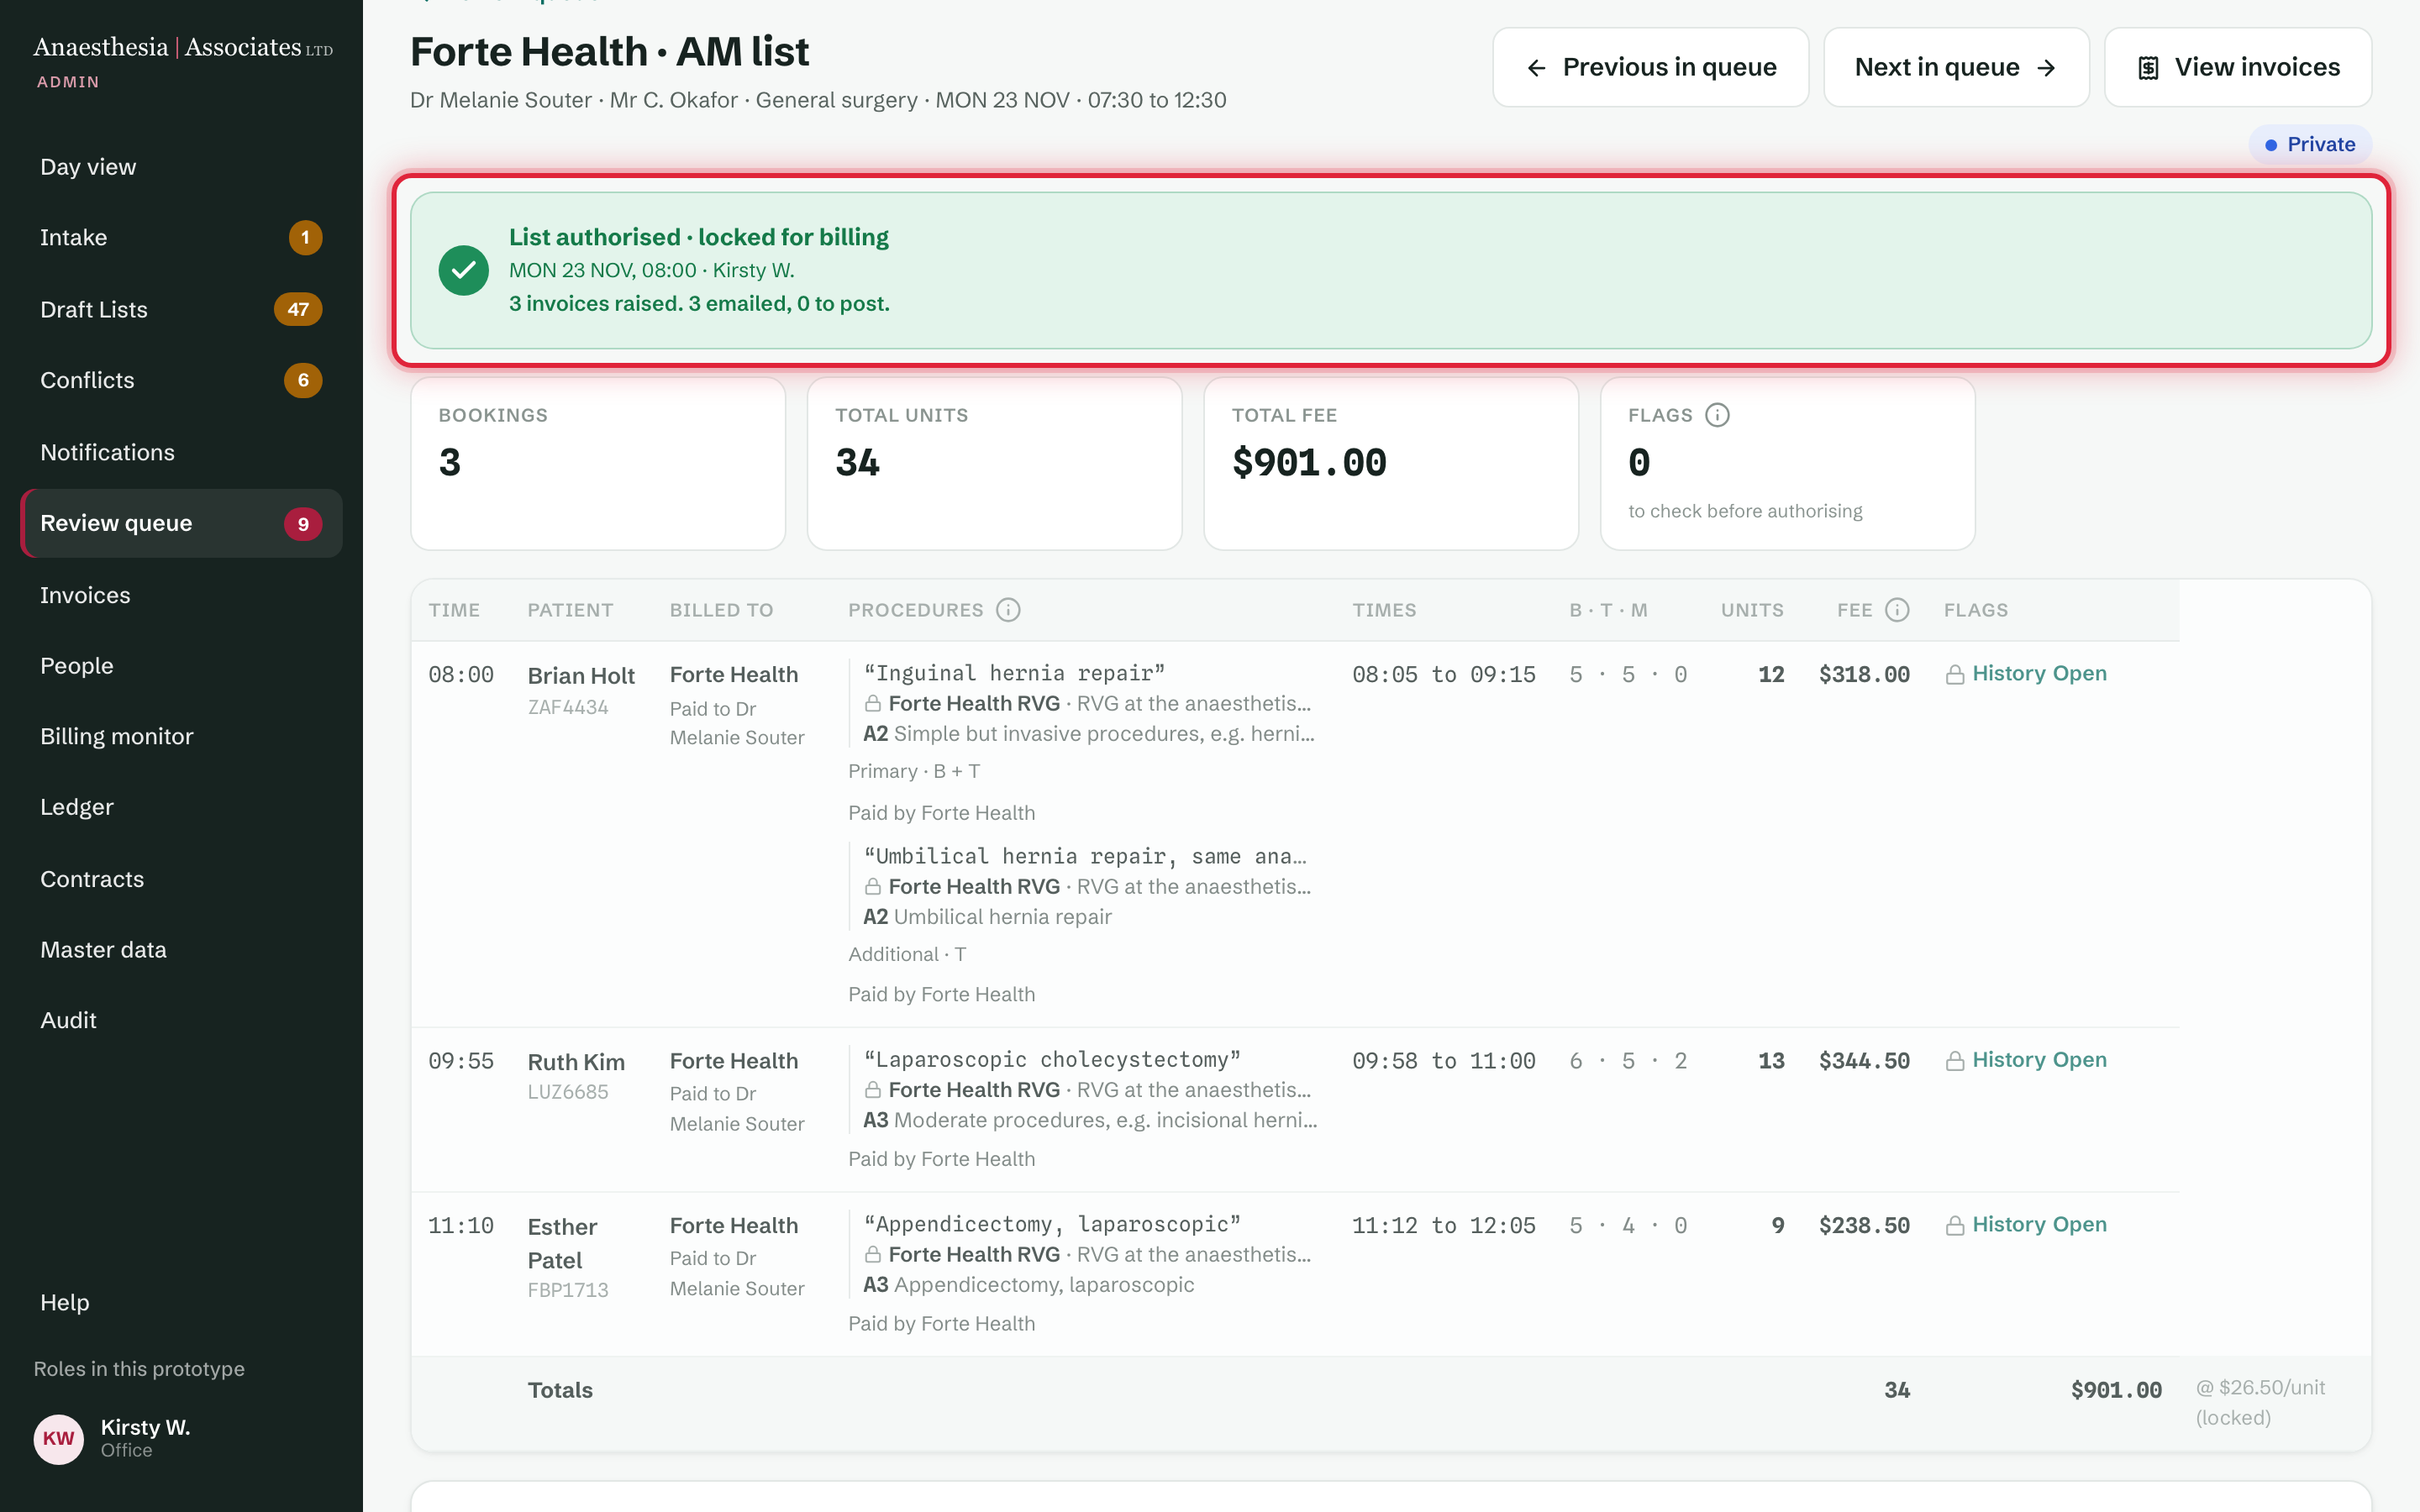 Anaesthesia | Associates LTD
ADMIN
Day view
Intake 1
Draft Lists 47
Conflicts 6
Notifications
Review queue 9
Invoices
People
Billing monitor
Ledger
Contracts
Master data
Audit
Help
Roles in this prototype
KW
Kirsty W.
Office
Forte Health · AM list
Dr Melanie Souter · Mr C. Okafor · General surgery · MON 23 NOV · 07:30 to 12:30
← Previous in queue
Next in queue →
View invoices
Private
List authorised · locked for billing
MON 23 NOV, 08:00 · Kirsty W.
3 invoices raised. 3 emailed, 0 to post.
BOOKINGS
3
TOTAL UNITS
34
TOTAL FEE
$901.00
FLAGS
0
to check before authorising
TIME PATIENT BILLED TO PROCEDURES TIMES B · T · M UNITS FEE FLAGS
08:00
Brian Holt
ZAF4434
Forte Health
Paid to Dr
Melanie Souter
“Inguinal hernia repair”
Forte Health RVG · RVG at the anaesthetis...
A2 Simple but invasive procedures, e.g. herni...
Primary · B + T
Paid by Forte Health
“Umbilical hernia repair, same ana...
Forte Health RVG · RVG at the anaesthetis...
A2 Umbilical hernia repair
Additional · T
Paid by Forte Health
08:05 to 09:15
5 · 5 · 0
12
$318.00
History Open
09:55
Ruth Kim
LUZ6685
Forte Health
Paid to Dr
Melanie Souter
“Laparoscopic cholecystectomy”
Forte Health RVG · RVG at the anaesthetis...
A3 Moderate procedures, e.g. incisional herni...
Paid by Forte Health
09:58 to 11:00
6 · 5 · 2
13
$344.50
History Open
11:10
Esther
Patel
FBP1713
Forte Health
Paid to Dr
Melanie Souter
“Appendicectomy, laparoscopic”
Forte Health RVG · RVG at the anaesthetis...
A3 Appendicectomy, laparoscopic
Paid by Forte Health
11:12 to 12:05
5 · 4 · 0
9
$238.50
History Open
Totals
34
$901.00
@ $26.50/unit
(locked)